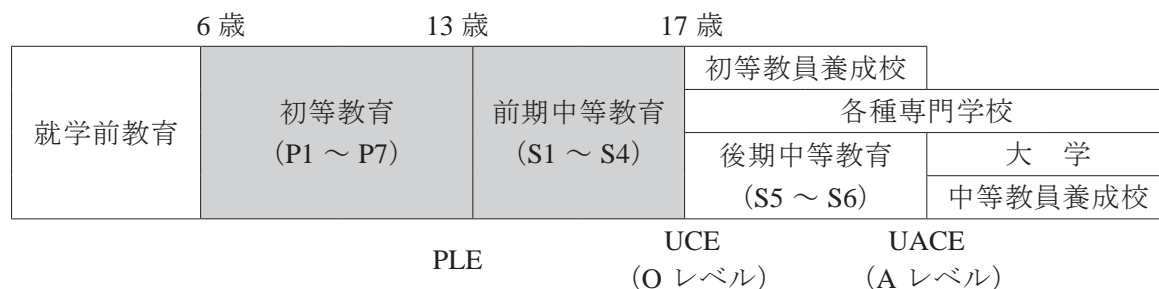 6 歳 13 歳 17 歳
就学前教育
初等教育
(P1 ～ P7)
前期中等教育
(S1 ～ S4)
初等教員養成校
各種専門学校
後期中等教育
(S5 ～ S6)
大 学
中等教員養成校
PLE
UCE
(O レベル)
UACE
(A レベル)